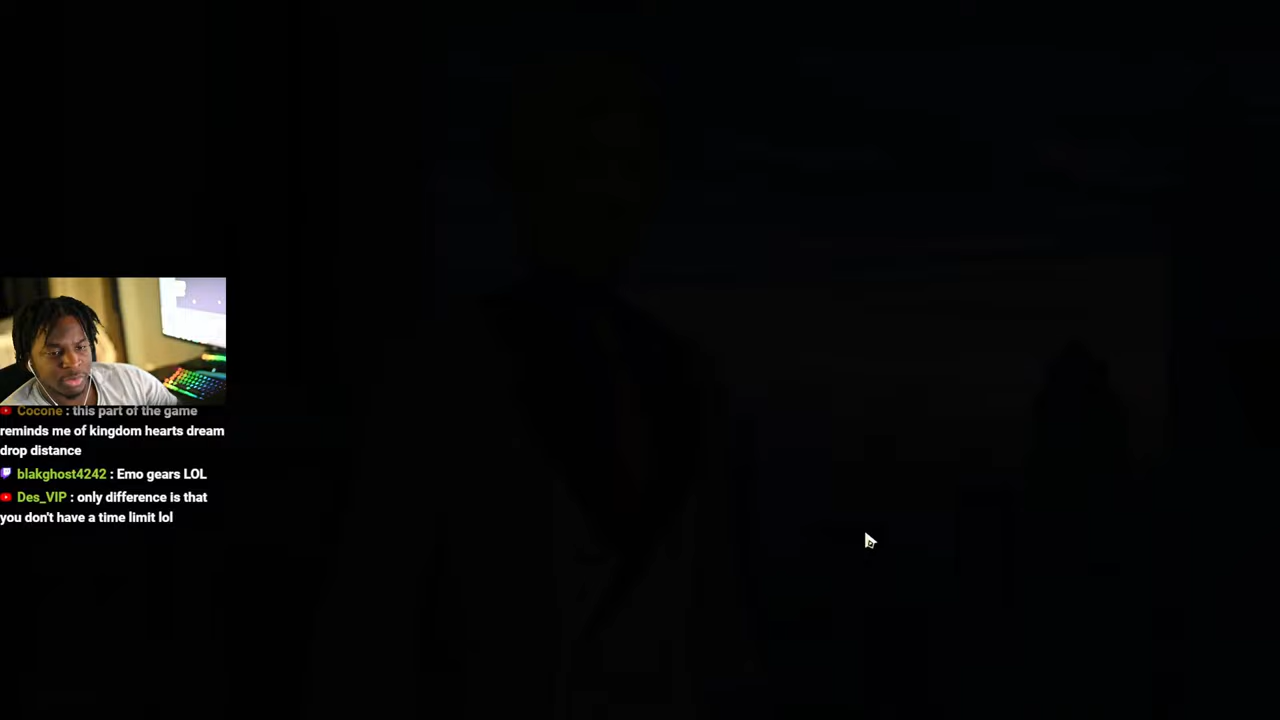 Cocone : this part of the game
reminds me of kingdom hearts dream
drop distance
blakghost4242 : Emo gears LOL
Des_VIP : only difference is that
you don't have a time limit lol